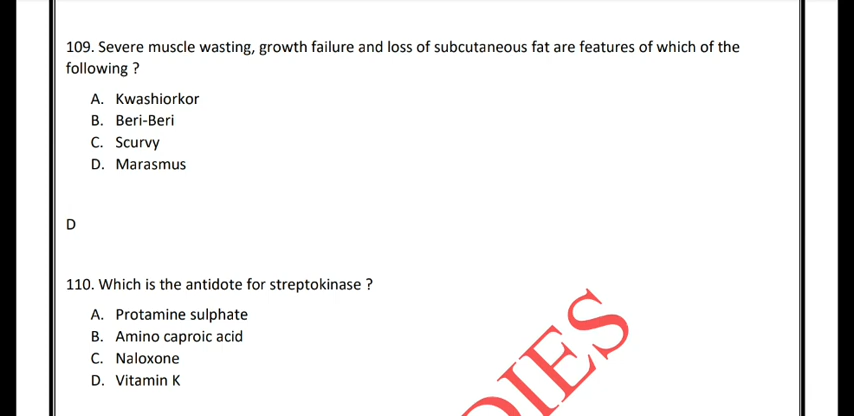 109. Severe muscle wasting, growth failure and loss of subcutaneous fat are features of which of the
following ?
A. Kwashiorkor
B. Beri-Beri
C. Scurvy
D. Marasmus
D
110. Which is the antidote for streptokinase ?
A. Protamine sulphate
B. Amino caproic acid
C. Naloxone
D. Vitamin K
DIES